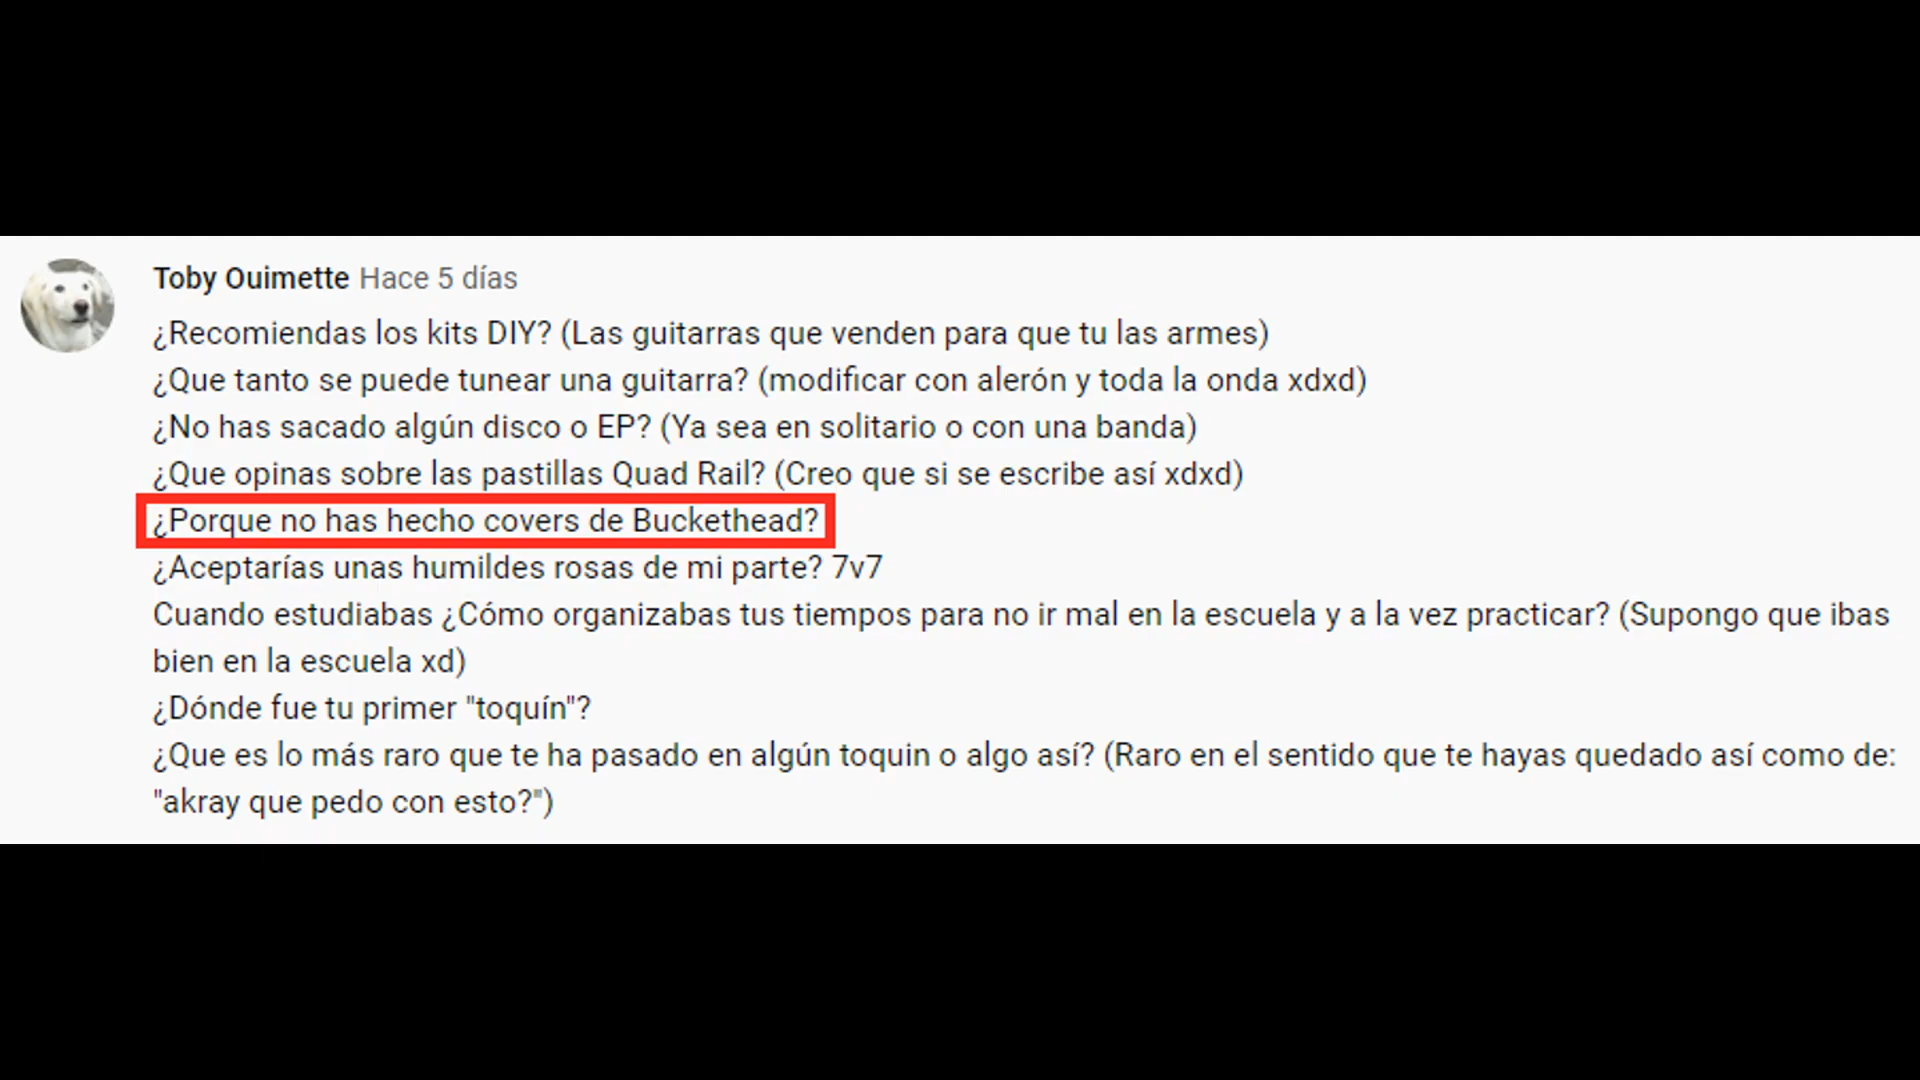 Toby Ouimette Hace 5 días
¿Recomiendas los kits DIY? (Las guitarras que venden para que tu las armes)
¿Que tanto se puede tunear una guitarra? (modificar con alerón y toda la onda xdxd)
¿No has sacado algún disco o EP? (Ya sea en solitario o con una banda)
¿Que opinas sobre las pastillas Quad Rail? (Creo que si se escribe así xdxd)
¿Porque no has hecho covers de Buckethead?
¿Aceptarías unas humildes rosas de mi parte? 7v7
Cuando estudiabas ¿Cómo organizabas tus tiempos para no ir mal en la escuela y a la vez practicar? (Supongo que ibas
bien en la escuela xd)
¿Dónde fue tu primer "toquín"?
¿Que es lo más raro que te ha pasado en algún toquin o algo así? (Raro en el sentido que te hayas quedado así como de:
"akray que pedo con esto?")